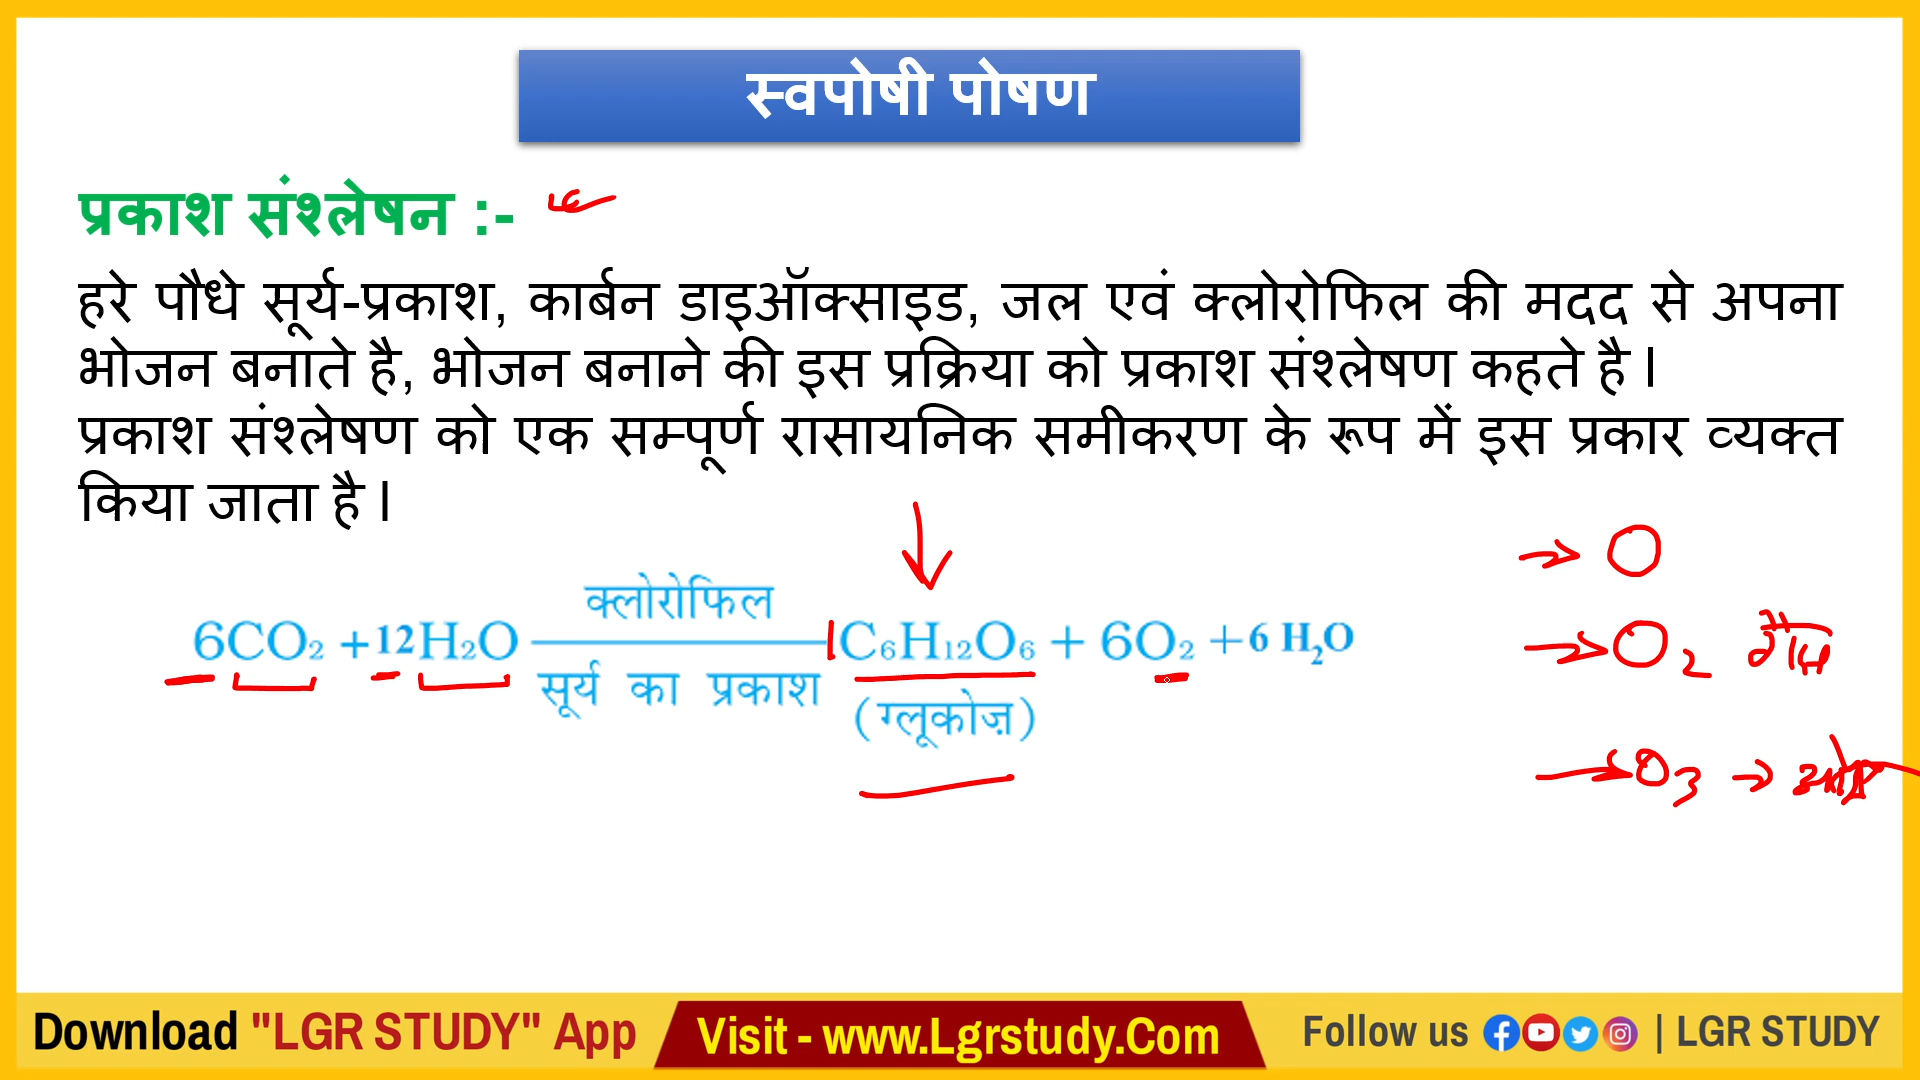 स्वपोषी पोषण
प्रकाश संश्लेषन :-
हरे पौधे सूर्य-प्रकाश, कार्बन डाइऑक्साइड, जल एवं क्लोरोफिल की मदद से अपना
भोजन बनाते है, भोजन बनाने की इस प्रक्रिया को प्रकाश संश्लेषण कहते है ।
प्रकाश संश्लेषण को एक सम्पूर्ण रासायनिक समीकरण के रूप में इस प्रकार व्यक्त
किया जाता है ।
क्लोरोफिल
6CO₂ +12H₂O C₆H₁₂O₆ + 6O₂ +6 H₂O
सूर्य का प्रकाश
(ग्लूकोज़)
→ O
→ O₂ गैस
→ O₃ →
Download "LGR STUDY" App
Visit - www.Lgrstudy.Com
Follow us | LGR STUDY